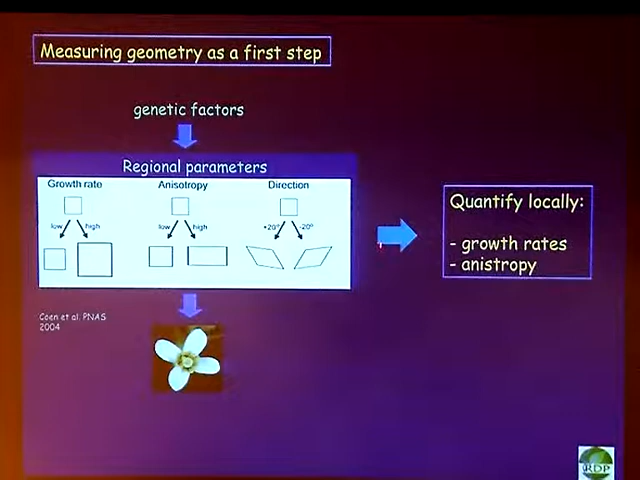 Measuring geometry as a first step
genetic factors
Regional parameters
Growth rate
Anisotropy
Direction
low
high
low
high
+20°
-20°
Quantify locally:
- growth rates
- anistropy
Coen et al. PNAS
2004
RDP